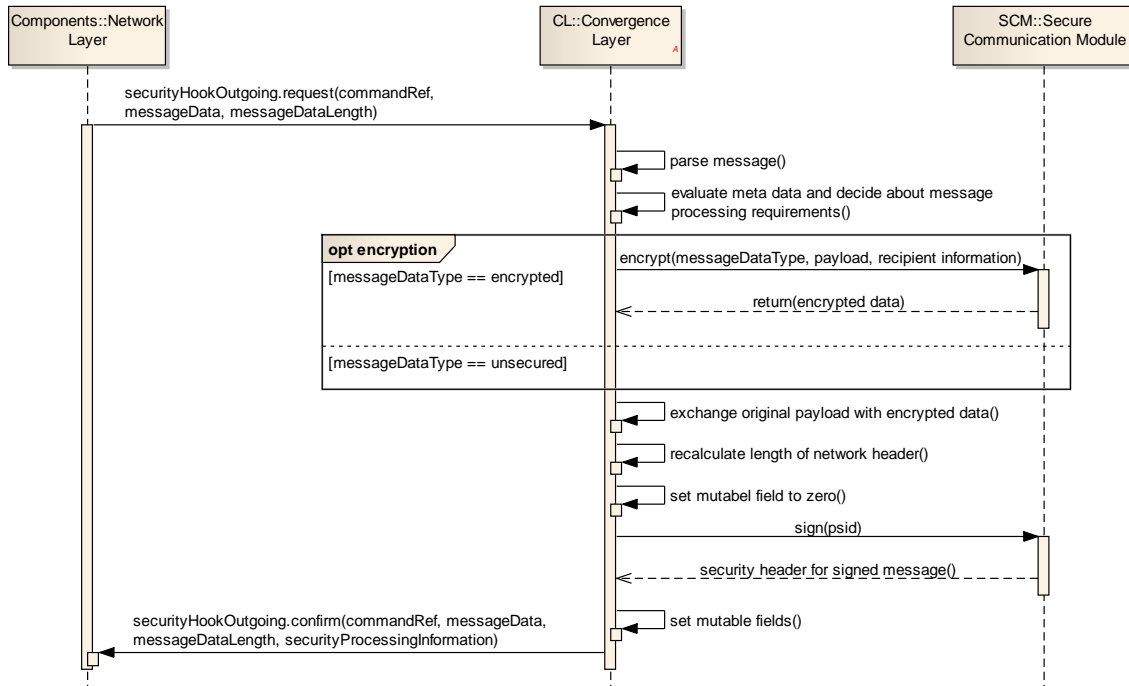 Components::Network
Layer
CL::Convergence
Layer
A
SCM::Secure
Communication Module
securityHookOutgoing.request(commandRef,
messageData, messageDataLength)
parse message()
evaluate meta data and decide about message
processing requirements()
opt encryption
[messageDataType == encrypted]
encrypt(messageDataType, payload, recipient information)
return(encrypted data)
[messageDataType == unsecured]
exchange original payload with encrypted data()
recalculate length of network header()
set mutabel field to zero()
sign(psid)
security header for signed message()
set mutable fields()
securityHookOutgoing.confirm(commandRef, messageData,
messageDataLength, securityProcessingInformation)